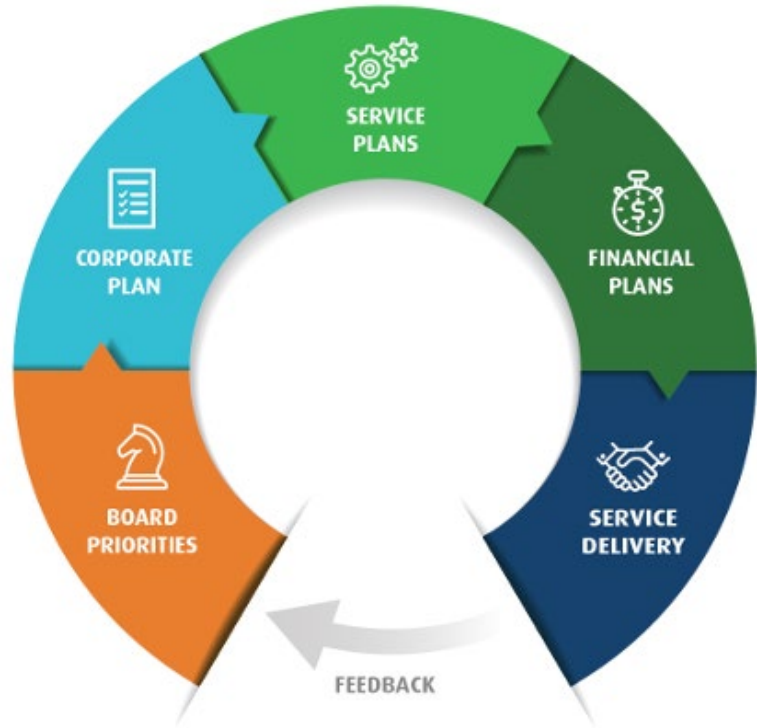 SERVICE
PLANS
CORPORATE
PLAN
$
FINANCIAL
PLANS
BOARD
PRIORITIES
SERVICE
DELIVERY
FEEDBACK